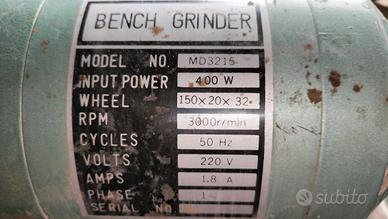 BENCH GRINDER
MODEL NO. MD3215
INPUT POWER 400 W
WHEEL 150×20×32
RPM 3000r/min
CYCLES 50 Hz
VOLTS 220 V
AMPS 1.8 A
PHASE 1~
SERIAL NO.
subito